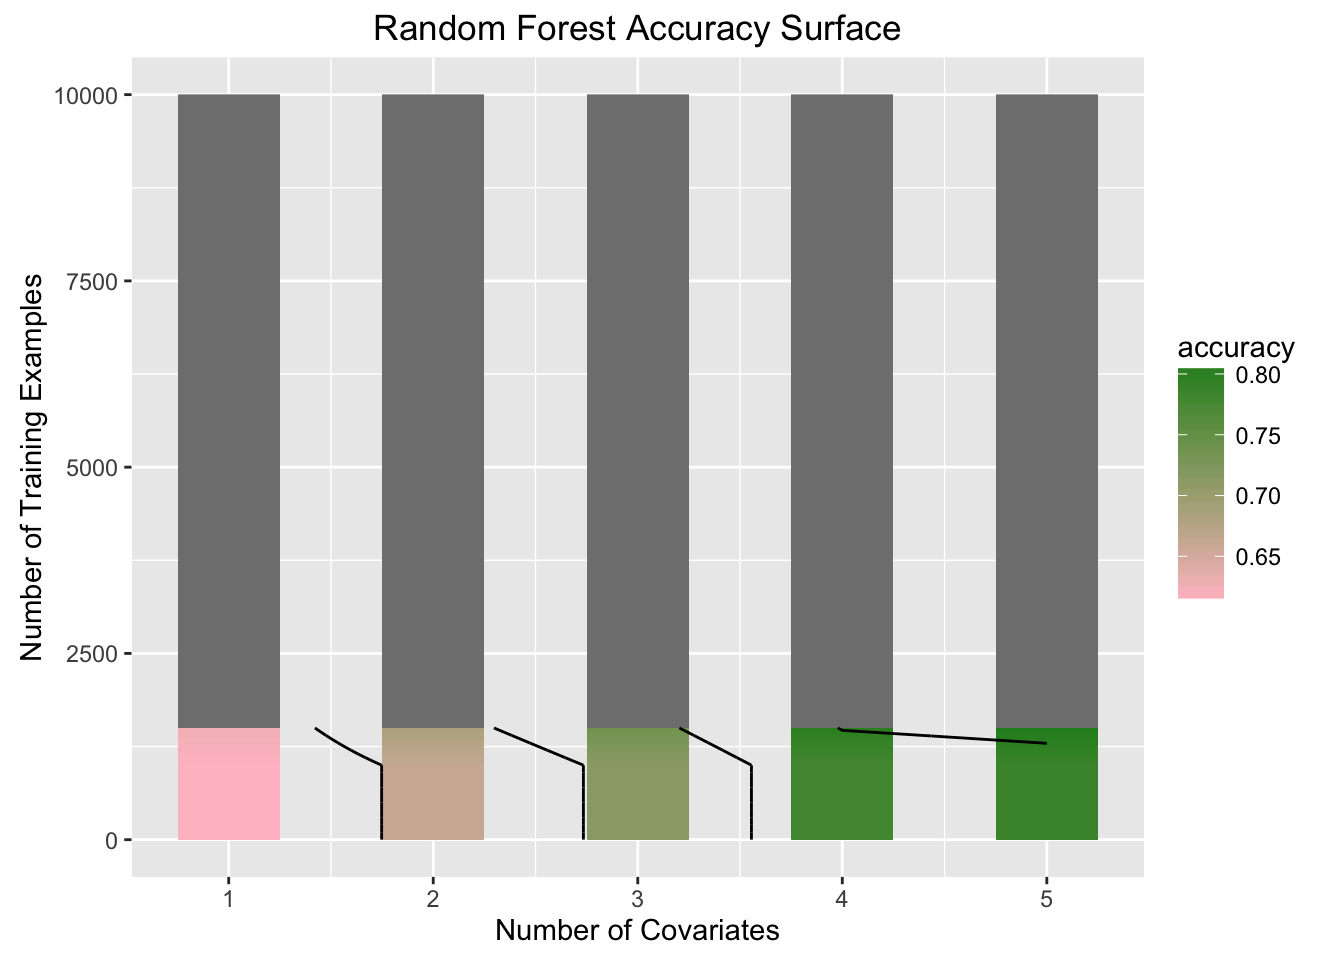 Random Forest Accuracy Surface
10000
7500
5000
2500
0
Number of Training Examples
1 2 3 4 5
Number of Covariates
accuracy
0.80
0.75
0.70
0.65